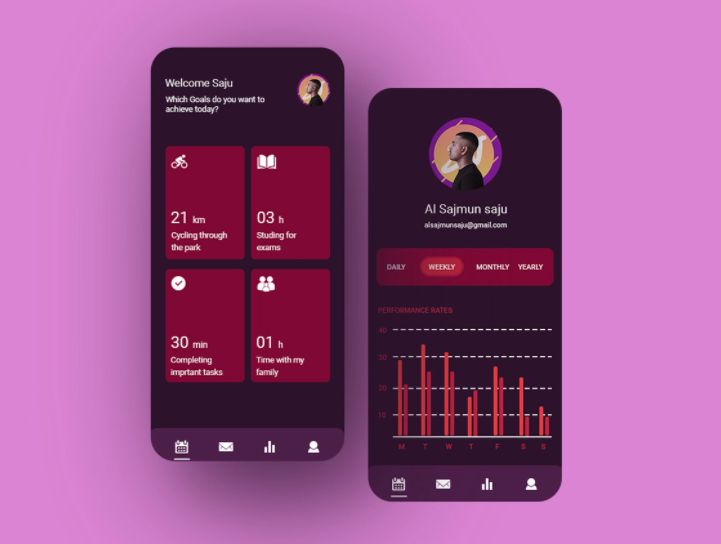 Welcome Saju
Which Goals do you want to
achieve today?
21 km
Cycling through
the park
03 h
Studing for
exams
30 min
Completing
imprtant tasks
01 h
Time with my
family
Al Sajmun saju
alsajmunsaju@gmail.com
DAILY WEEKLY MONTHLY YEARLY
PERFORMANCE RATES
40
30
20
10
M T W T F S S